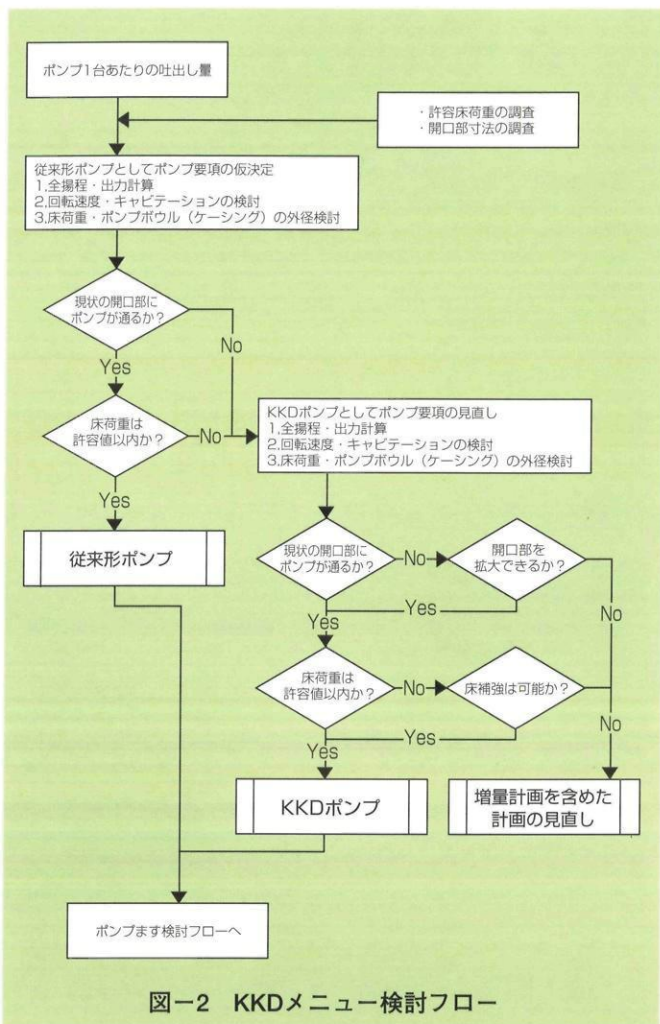 ポンプ1台あたりの吐出し量
・許容床荷重の調査
・開口部寸法の調査
従来形ポンプとしてポンプ要項の仮決定
1,全揚程・出力計算
2,回転速度・キャビテーションの検討
3,床荷重・ポンプボウル（ケーシング）の外径検討
現状の開口部に
ポンプが通るか？
No
Yes
床荷重は
許容値以内か？
No
Yes
従来形ポンプ
KKDポンプとしてポンプ要項の見直し
1,全揚程・出力計算
2,回転速度・キャビテーションの検討
3,床荷重・ポンプボウル（ケーシング）の外径検討
現状の開口部に
ポンプが通るか？
No
開口部を
拡大できるか？
Yes
Yes
No
床荷重は
許容値以内か？
No
床補強は可能か？
Yes
Yes
No
KKDポンプ
増量計画を含めた
計画の見直し
ポンプます検討フローへ
図ー2 KKDメニュー検討フロー